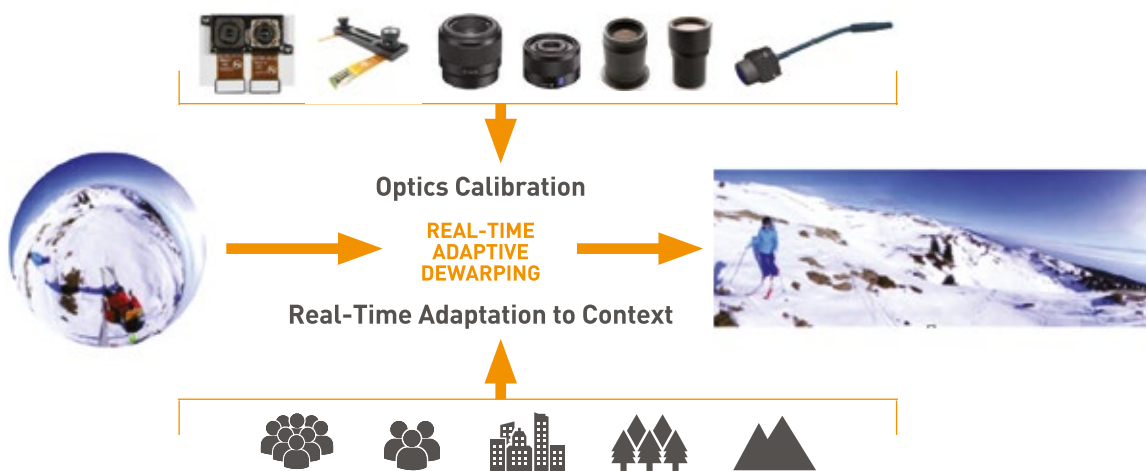 Optics Calibration
REAL-TIME
ADAPTIVE
DEWARPING
Real-Time Adaptation to Context